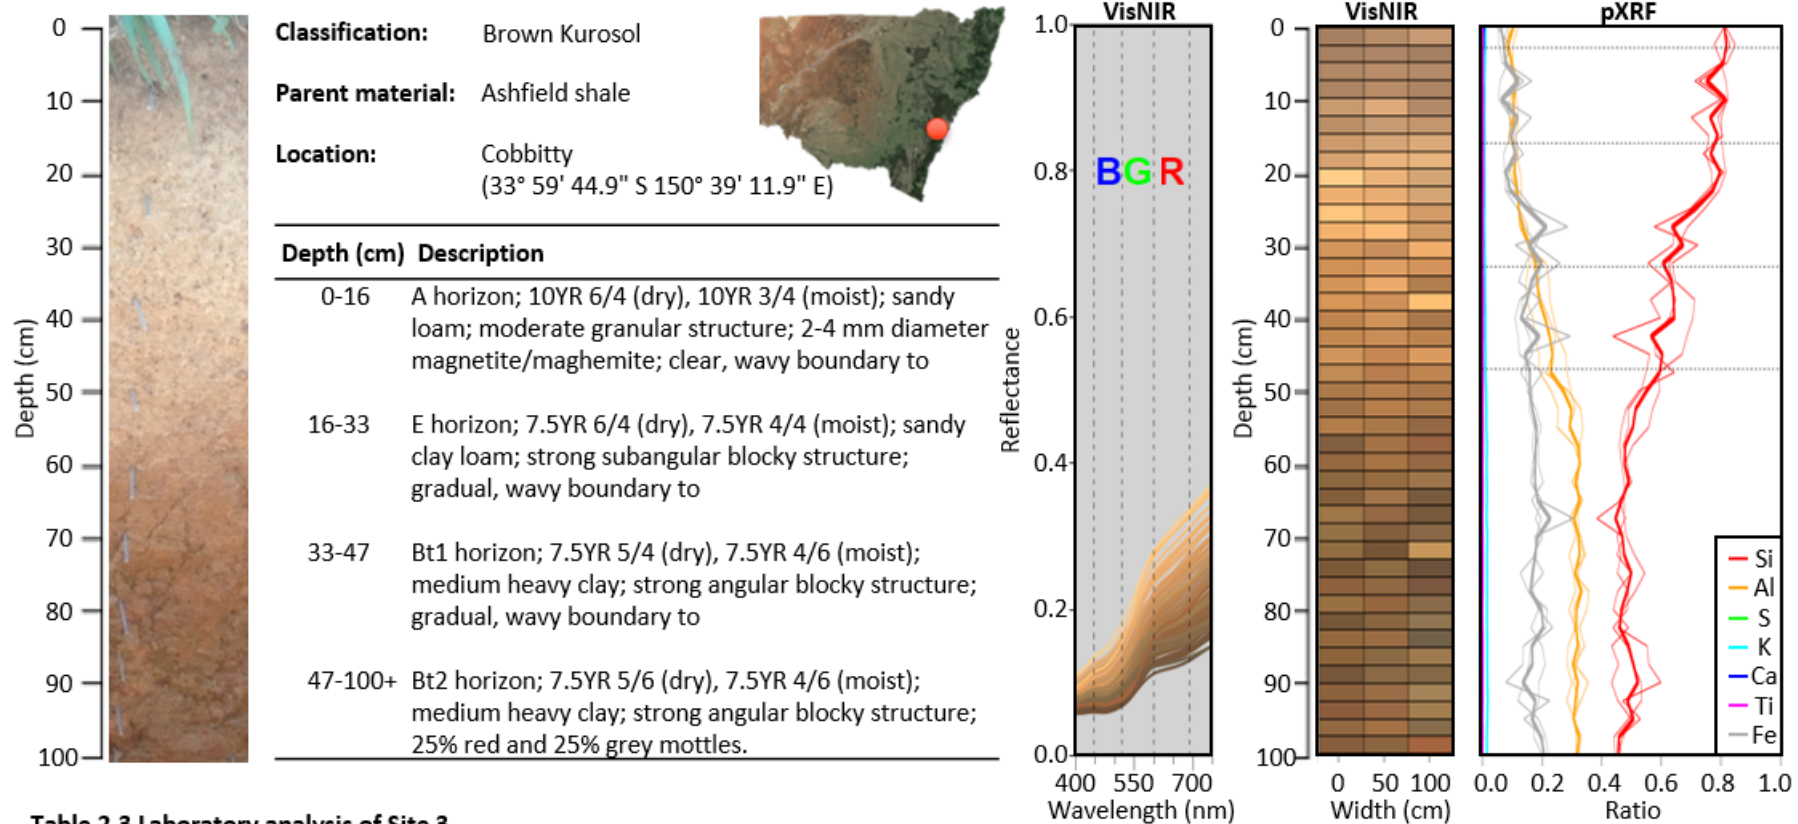 Classification: Brown Kurosol
Parent material: Ashfield shale
Location: Cobbitty
(33° 59' 44.9" S 150° 39' 11.9" E)
Depth (cm) Description
0-16 A horizon; 10YR 6/4 (dry), 10YR 3/4 (moist); sandy
loam; moderate granular structure; 2-4 mm diameter
magnetite/maghemite; clear, wavy boundary to
16-33 E horizon; 7.5YR 6/4 (dry), 7.5YR 4/4 (moist); sandy
clay loam; strong subangular blocky structure;
gradual, wavy boundary to
33-47 Bt1 horizon; 7.5YR 5/4 (dry), 7.5YR 4/6 (moist);
medium heavy clay; strong angular blocky structure;
gradual, wavy boundary to
47-100+ Bt2 horizon; 7.5YR 5/6 (dry), 7.5YR 4/6 (moist);
medium heavy clay; strong angular blocky structure;
25% red and 25% grey mottles.
Depth (cm)
0
10
20
30
40
50
60
70
80
90
100
VisNIR
Reflectance
1.0
0.8
0.6
0.4
0.2
0.0
B G R
400 550 700
Wavelength (nm)
VisNIR
Depth (cm)
0
10
20
30
40
50
60
70
80
90
100
0 50 100
Width (cm)
pXRF
Si
Al
S
K
Ca
Ti
Fe
0.0 0.2 0.4 0.6 0.8 1.0
Ratio
Table 2-3 Laboratory analysis of Site 3